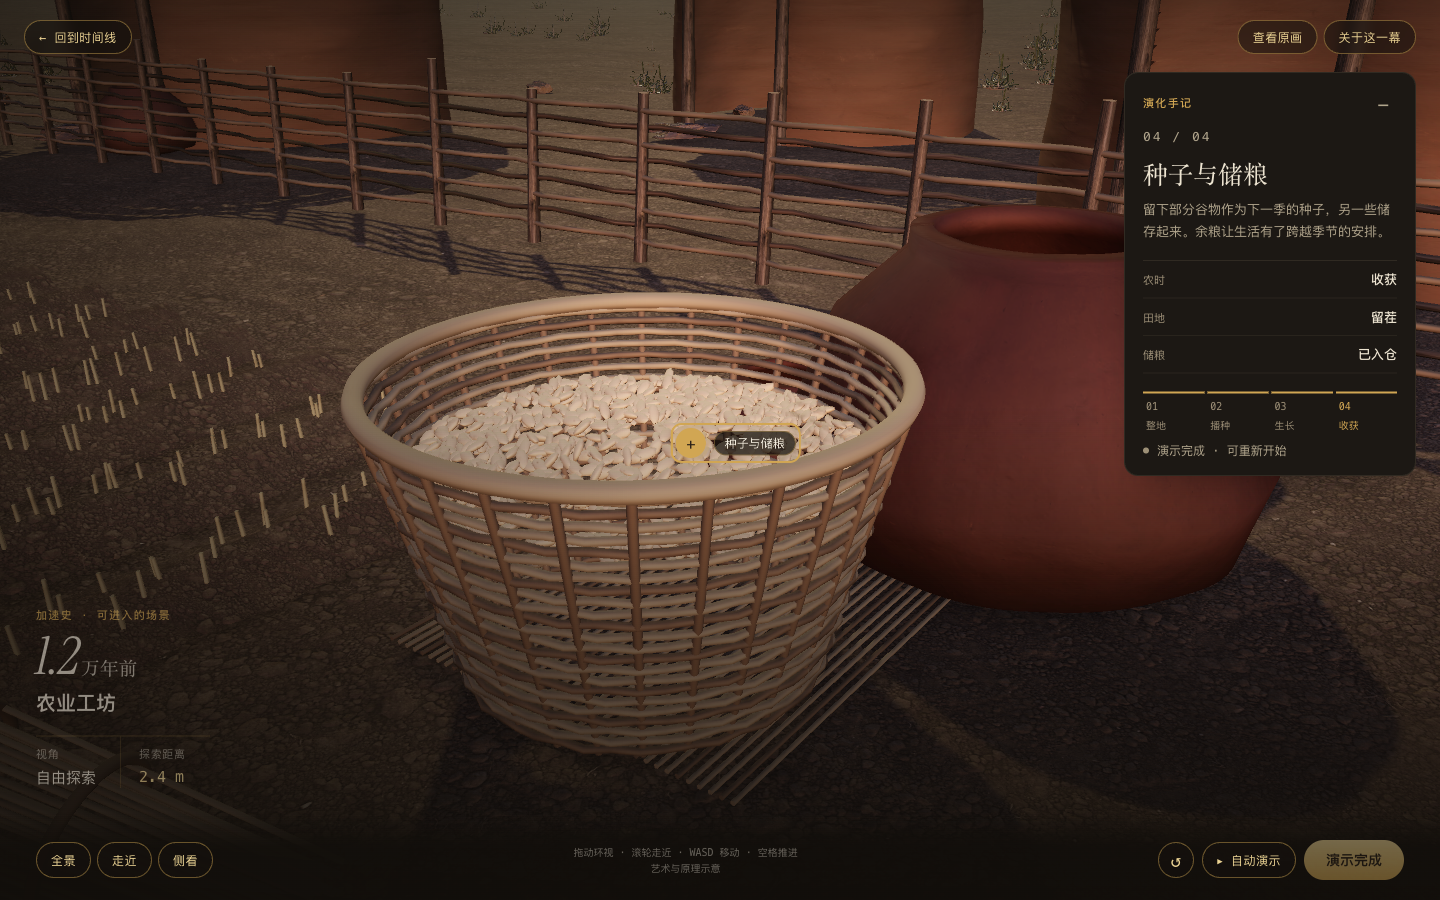 ← 回到时间线
查看原画
关于这一幕
演化手记
04 / 04
种子与储粮
留下部分谷物作为下一季的种子，另一些储
存起来。余粮让生活有了跨越季节的安排。
农时 收获
田地 留茬
储粮 已入仓
01 02 03 04
整地 播种 生长 收获
演示完成 · 可重新开始
+ 种子与储粮
加速史 · 可进入的场景
1.2 万年前
农业工坊
视角 探索距离
自由探索 2.4 m
全景
走近
侧看
拖动环视 · 滚轮走近 · WASD 移动 · 空格推进
艺术与原理示意
↺
▸ 自动演示
演示完成